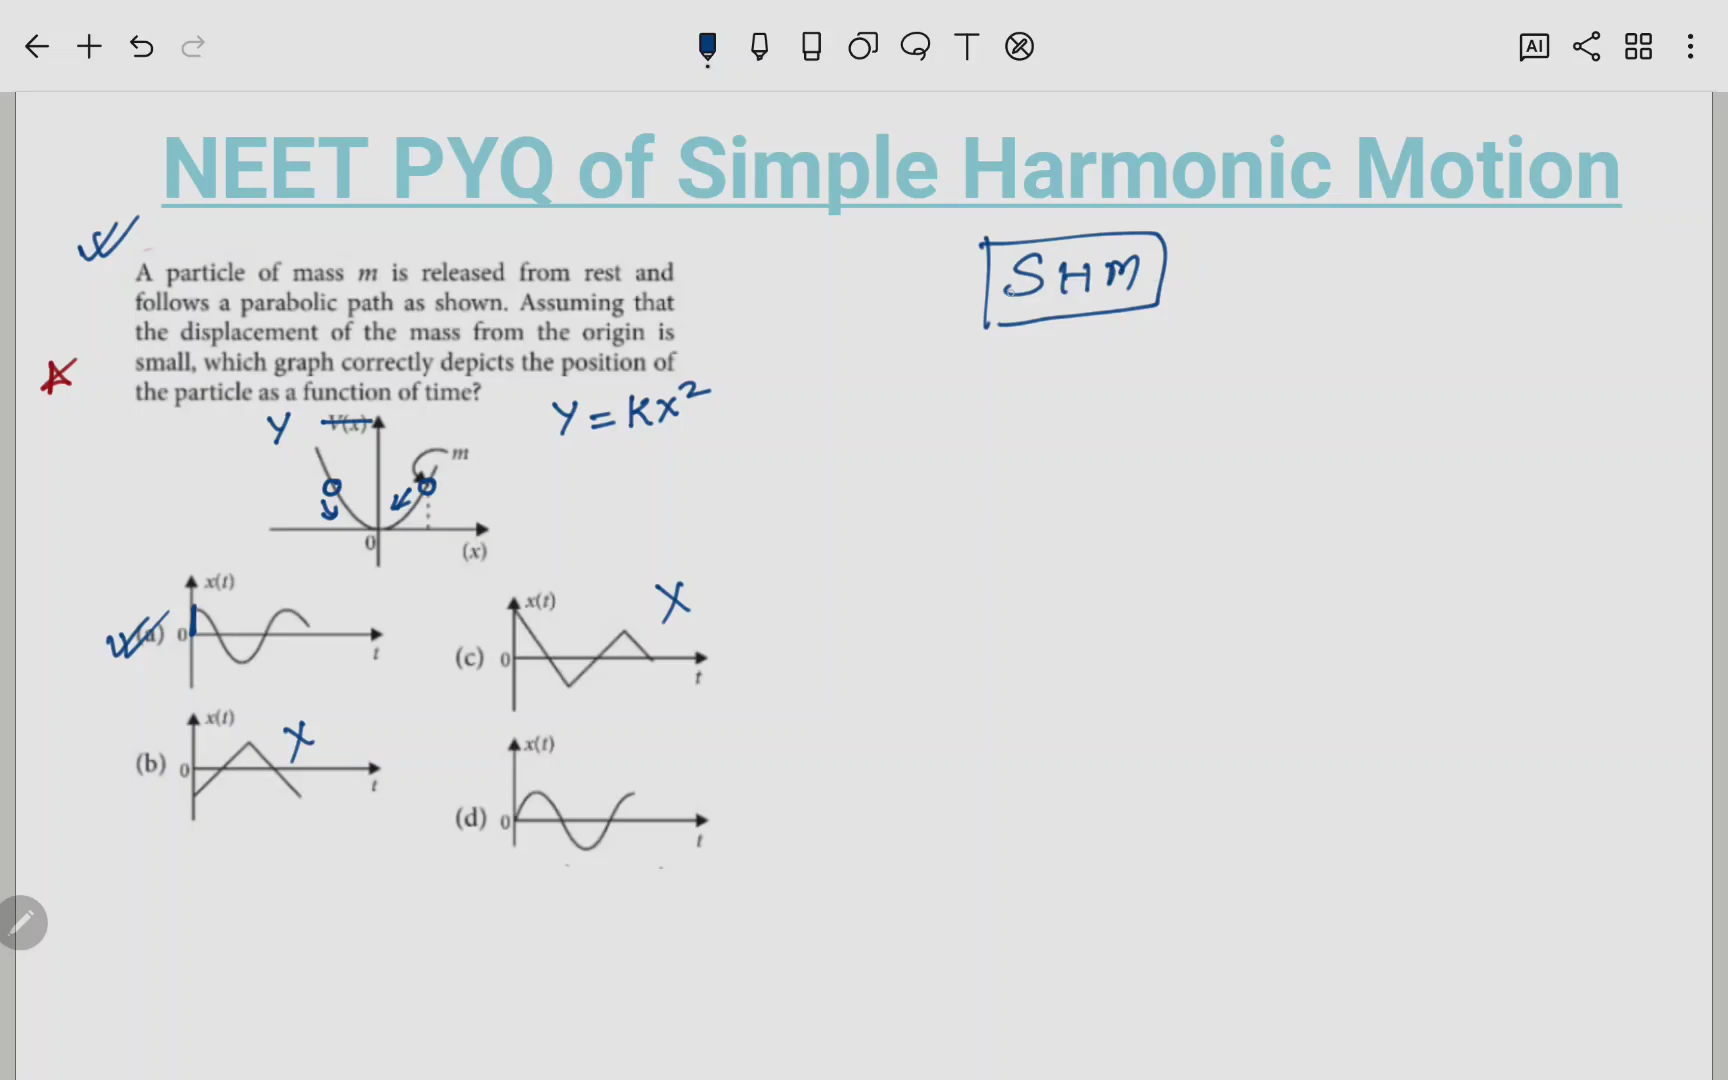 AI
NEET PYQ of Simple Harmonic Motion
SHM
A particle of mass m is released from rest and
follows a parabolic path as shown. Assuming that
the displacement of the mass from the origin is
small, which graph correctly depicts the position of
the particle as a function of time?
Y = Kx²
Y V(x)
m
0
(x)
x(t)
(a) 0
t
x(t)
(c) 0
t
X
x(t)
(b) 0
t
X
x(t)
(d) 0
t